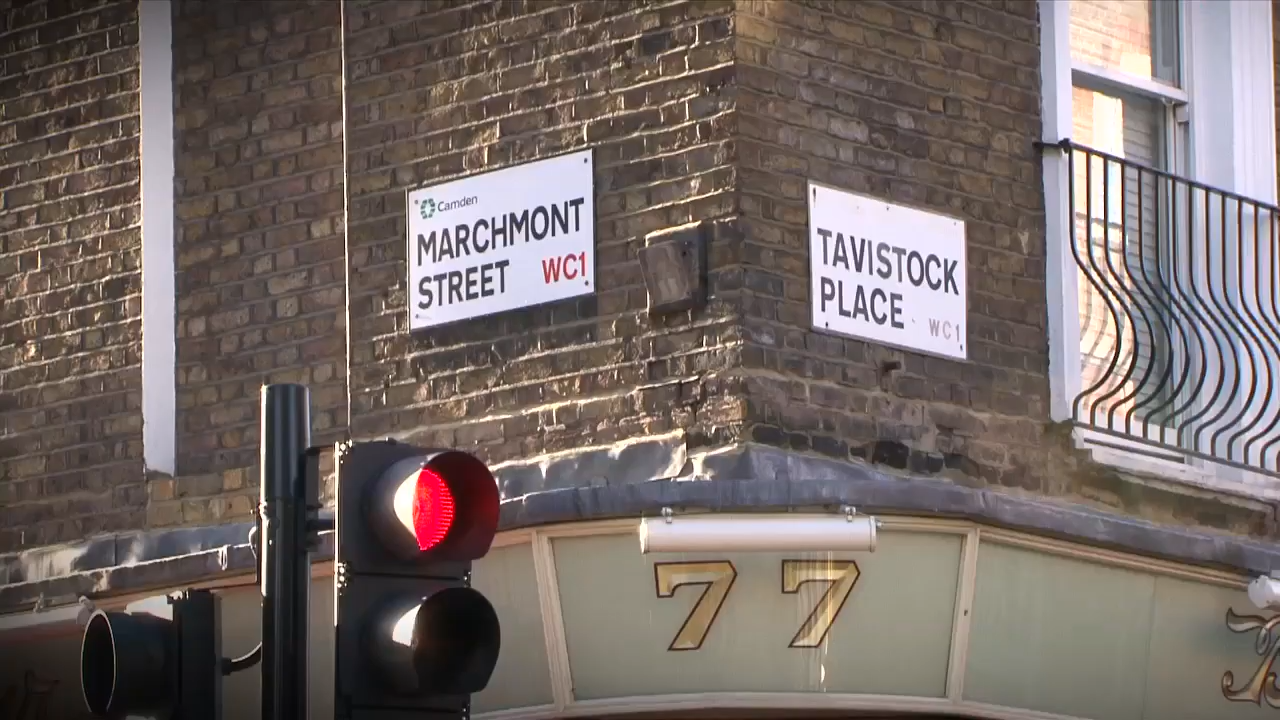 Camden
MARCHMONT
STREET WC1
TAVISTOCK
PLACE WC1
77